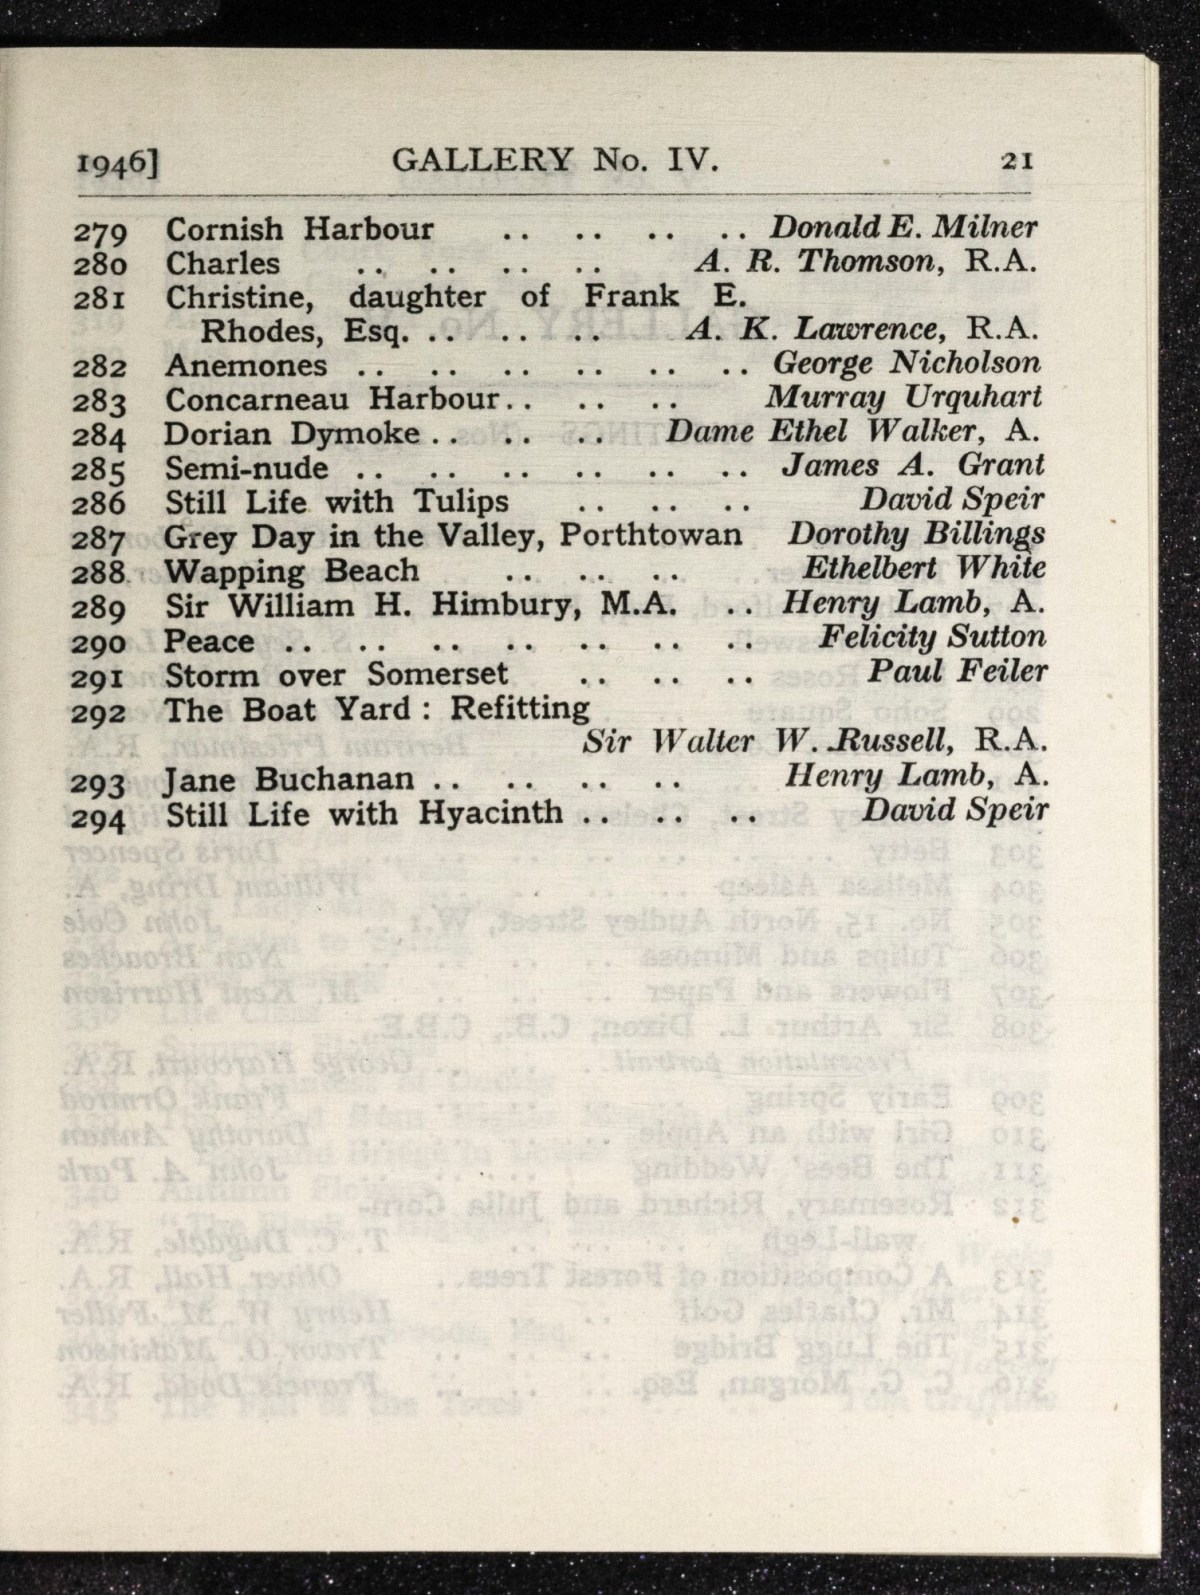 1946] GALLERY No. IV. 21
279 Cornish Harbour .. .. .. .. Donald E. Milner
280 Charles .. .. .. .. A. R. Thomson, R.A.
281 Christine, daughter of Frank E.
Rhodes, Esq. .. .. .. A. K. Lawrence, R.A.
282 Anemones .. .. .. .. .. .. George Nicholson
283 Concarneau Harbour.. .. .. Murray Urquhart
284 Dorian Dymoke .. .. .. Dame Ethel Walker, A.
285 Semi-nude .. .. .. .. .. .. James A. Grant
286 Still Life with Tulips .. .. .. David Speir
287 Grey Day in the Valley, Porthtowan Dorothy Billings
288 Wapping Beach .. .. .. Ethelbert White
289 Sir William H. Himbury, M.A. .. Henry Lamb, A.
290 Peace .. .. .. .. .. .. .. Felicity Sutton
291 Storm over Somerset .. .. .. Paul Feiler
292 The Boat Yard : Refitting
Sir Walter W. Russell, R.A.
293 Jane Buchanan .. .. .. .. Henry Lamb, A.
294 Still Life with Hyacinth .. .. .. David Speir